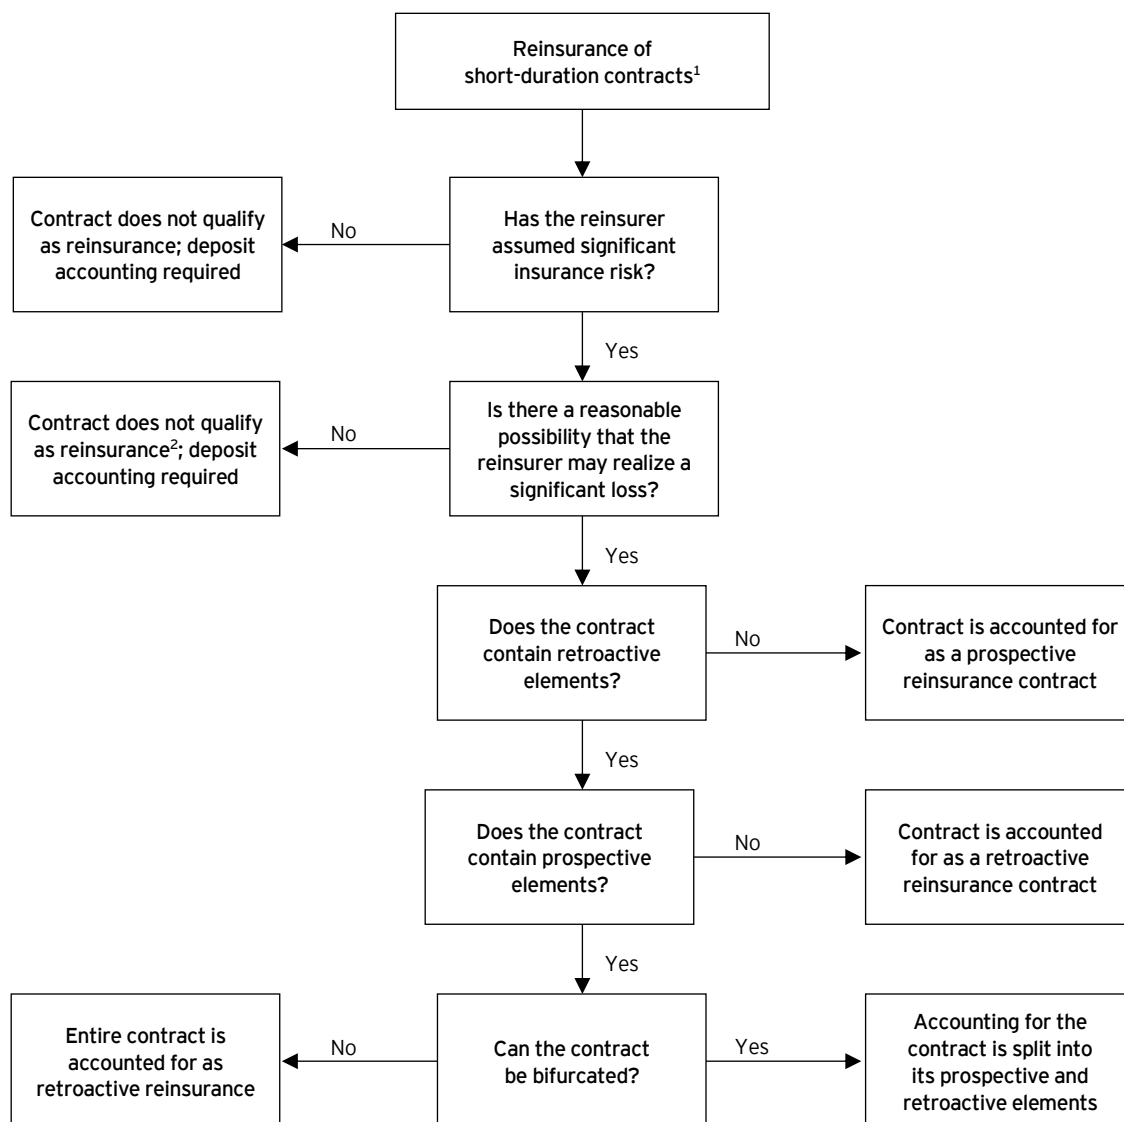 Reinsurance of
short-duration contracts1
Contract does not qualify
as reinsurance; deposit
accounting required
No
Has the reinsurer
assumed significant
insurance risk?
Yes
Contract does not qualify
as reinsurance2; deposit
accounting required
No
Is there a reasonable
possibility that the
reinsurer may realize a
significant loss?
Yes
Does the contract
contain retroactive
elements?
No
Contract is accounted for
as a prospective
reinsurance contract
Yes
Does the contract
contain prospective
elements?
No
Contract is accounted
for as a retroactive
reinsurance contract
Yes
Entire contract is
accounted for as
retroactive reinsurance
No
Can the contract
be bifurcated?
Yes
Accounting for the
contract is split into
its prospective and
retroactive elements